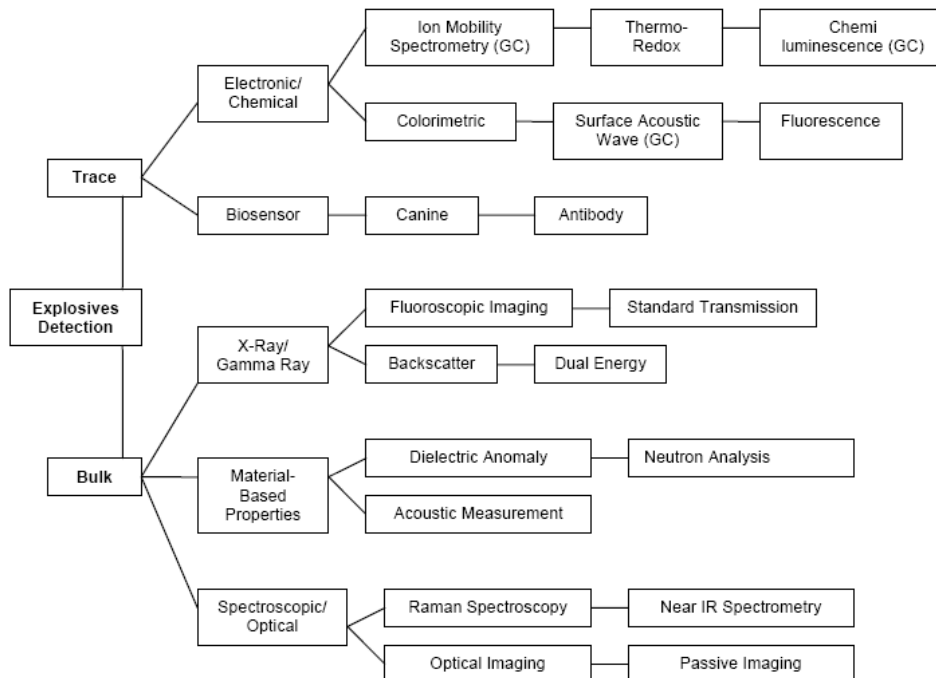 Ion Mobility
Spectrometry (GC)
Thermo-
Redox
Chemi
luminescence (GC)
Electronic/
Chemical
Colorimetric
Surface Acoustic
Wave (GC)
Fluorescence
Trace
Biosensor
Canine
Antibody
Explosives
Detection
Fluoroscopic Imaging
Standard Transmission
X-Ray/
Gamma Ray
Backscatter
Dual Energy
Bulk
Material-
Based
Properties
Dielectric Anomaly
Neutron Analysis
Acoustic Measurement
Spectroscopic/
Optical
Raman Spectroscopy
Near IR Spectrometry
Optical Imaging
Passive Imaging